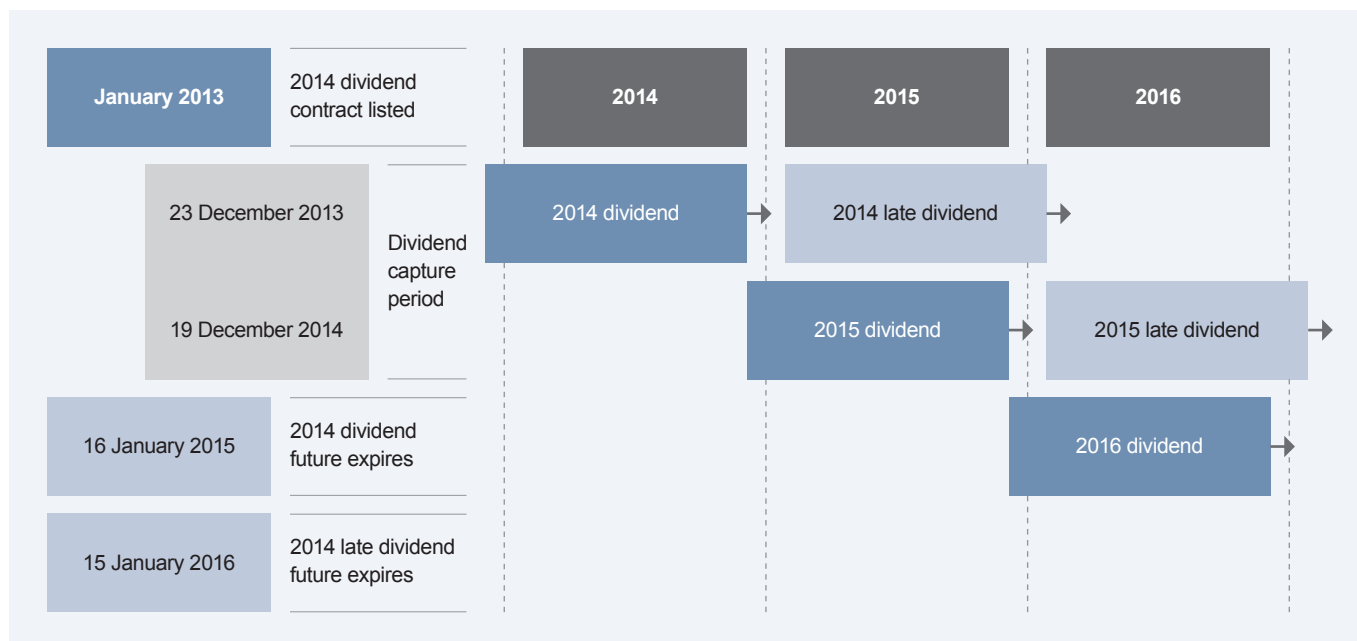 January 2013
2014 dividend
contract listed
2014
2015
2016
23 December 2013
19 December 2014
Dividend
capture
period
2014 dividend
2014 late dividend
2015 dividend
2015 late dividend
16 January 2015
2014 dividend
future expires
2016 dividend
15 January 2016
2014 late dividend
future expires